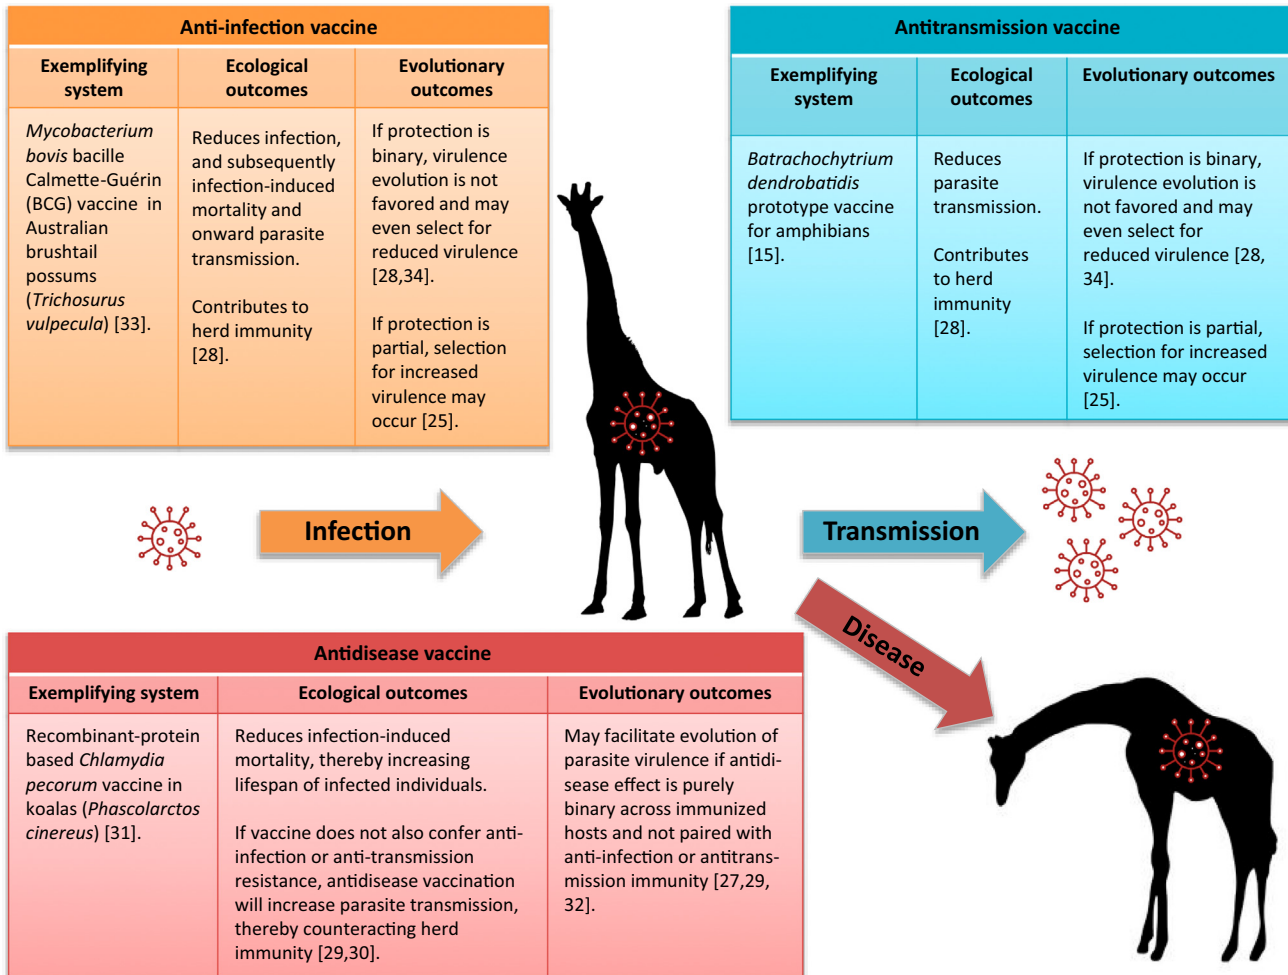 Anti-infection vaccine
Exemplifying
system
Ecological
outcomes
Evolutionary
outcomes
Mycobacterium
bovis bacille
Calmette-Guérin
(BCG) vaccine in
Australian
brushtail
possums
(Trichosurus
vulpecula) [33].
Reduces infection,
and subsequently
infection-induced
mortality and
onward parasite
transmission.
Contributes to
herd immunity
[28].
If protection is
binary, virulence
evolution is not
favored and may
even select for
reduced virulence
[28,34].
If protection is
partial, selection
for increased
virulence may
occur [25].
Antitransmission vaccine
Exemplifying
system
Ecological
outcomes
Evolutionary outcomes
Batrachochytrium
dendrobatidis
prototype vaccine
for amphibians
[15].
Reduces
parasite
transmission.
Contributes
to herd
immunity
[28].
If protection is binary,
virulence evolution is
not favored and may
even select for
reduced virulence [28,
34].
If protection is partial,
selection for increased
virulence may occur
[25].
Infection
Transmission
Disease
Antidisease vaccine
Exemplifying system
Ecological outcomes
Evolutionary outcomes
Recombinant-protein
based Chlamydia
pecorum vaccine in
koalas (Phascolarctos
cinereus) [31].
Reduces infection-induced
mortality, thereby increasing
lifespan of infected individuals.
If vaccine does not also confer anti-
infection or anti-transmission
resistance, antidisease vaccination
will increase parasite transmission,
thereby counteracting herd
immunity [29,30].
May facilitate evolution of
parasite virulence if antidi-
sease effect is purely
binary across immunized
hosts and not paired with
anti-infection or antitrans-
mission immunity [27,29,
32].